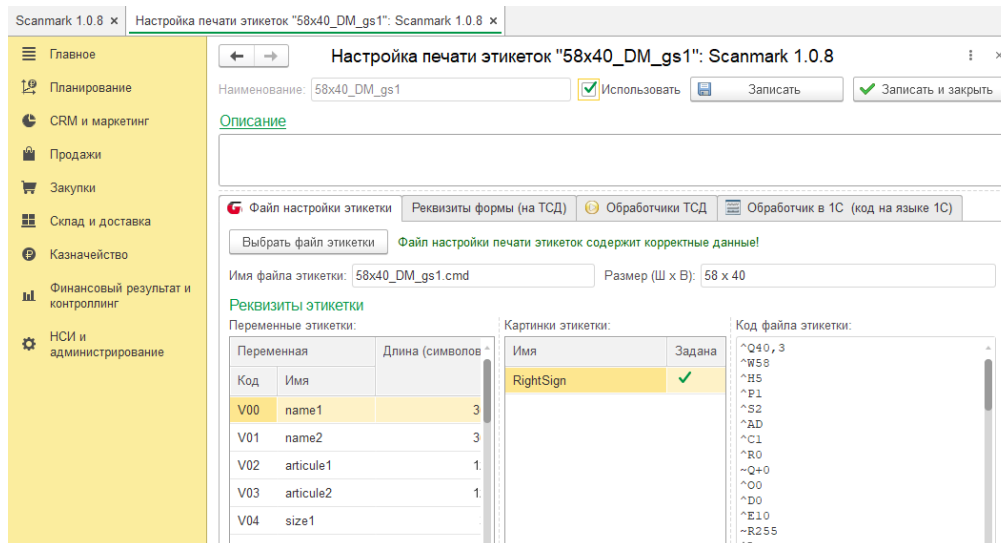 Scanmark 1.0.8 × Настройка печати этикеток "58x40_DM_gs1": Scanmark 1.0.8 ×
Главное
Планирование
CRM и маркетинг
Продажи
Закупки
Склад и доставка
Казначейство
Финансовый результат и
контроллинг
НСИ и
администрирование
Настройка печати этикеток "58x40_DM_gs1": Scanmark 1.0.8
Наименование: 58x40_DM_gs1 Использовать Записать Записать и закрыть
Описание
Файл настройки этикетки Реквизиты формы (на ТСД) Обработчики ТСД Обработчик в 1С (код на языке 1С)
Выбрать файл этикетки Файл настройки печати этикеток содержит корректные данные!
Имя файла этикетки: 58x40_DM_gs1.cmd Размер (Ш x В): 58 x 40
Реквизиты этикетки
Переменные этикетки: Картинки этикетки: Код файла этикетки:
Переменная Длина (символов
Код Имя
V00 name1 3
V01 name2 3
V02 articule1 1
V03 articule2 1
V04 size1
Имя Задана
RightSign
^Q40,3
^W58
^H5
^P1
^S2
^AD
^C1
^R0
~Q+0
^O0
^D0
^E10
~R255